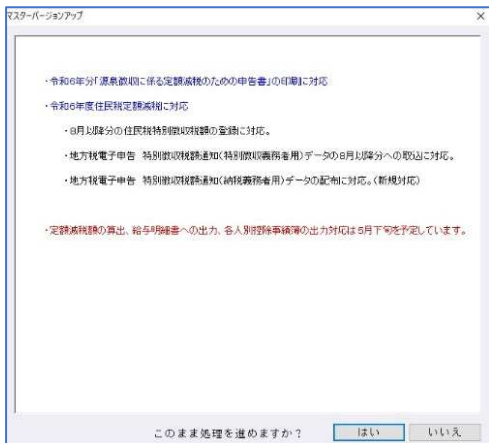 マスターバージョンアップ
・令和6年分「源泉徴収に係る定額減税のための申告書」の印刷に対応
・令和6年度住民税定額減税に対応
・8月以降分の住民税特別徴収税額の登録に対応。
・地方税電子申告 特別徴収税額通知(特別徴収義務者用)データの8月以降分への取込に対応。
・地方税電子申告 特別徴収税額通知(納税義務者用)データの配布に対応。(新規対応)
・定額減税額の算出、給与明細書への出力、各人別控除事績簿の出力対応は5月下旬を予定しています。
このまま処理を進めますか?
はい
いいえ